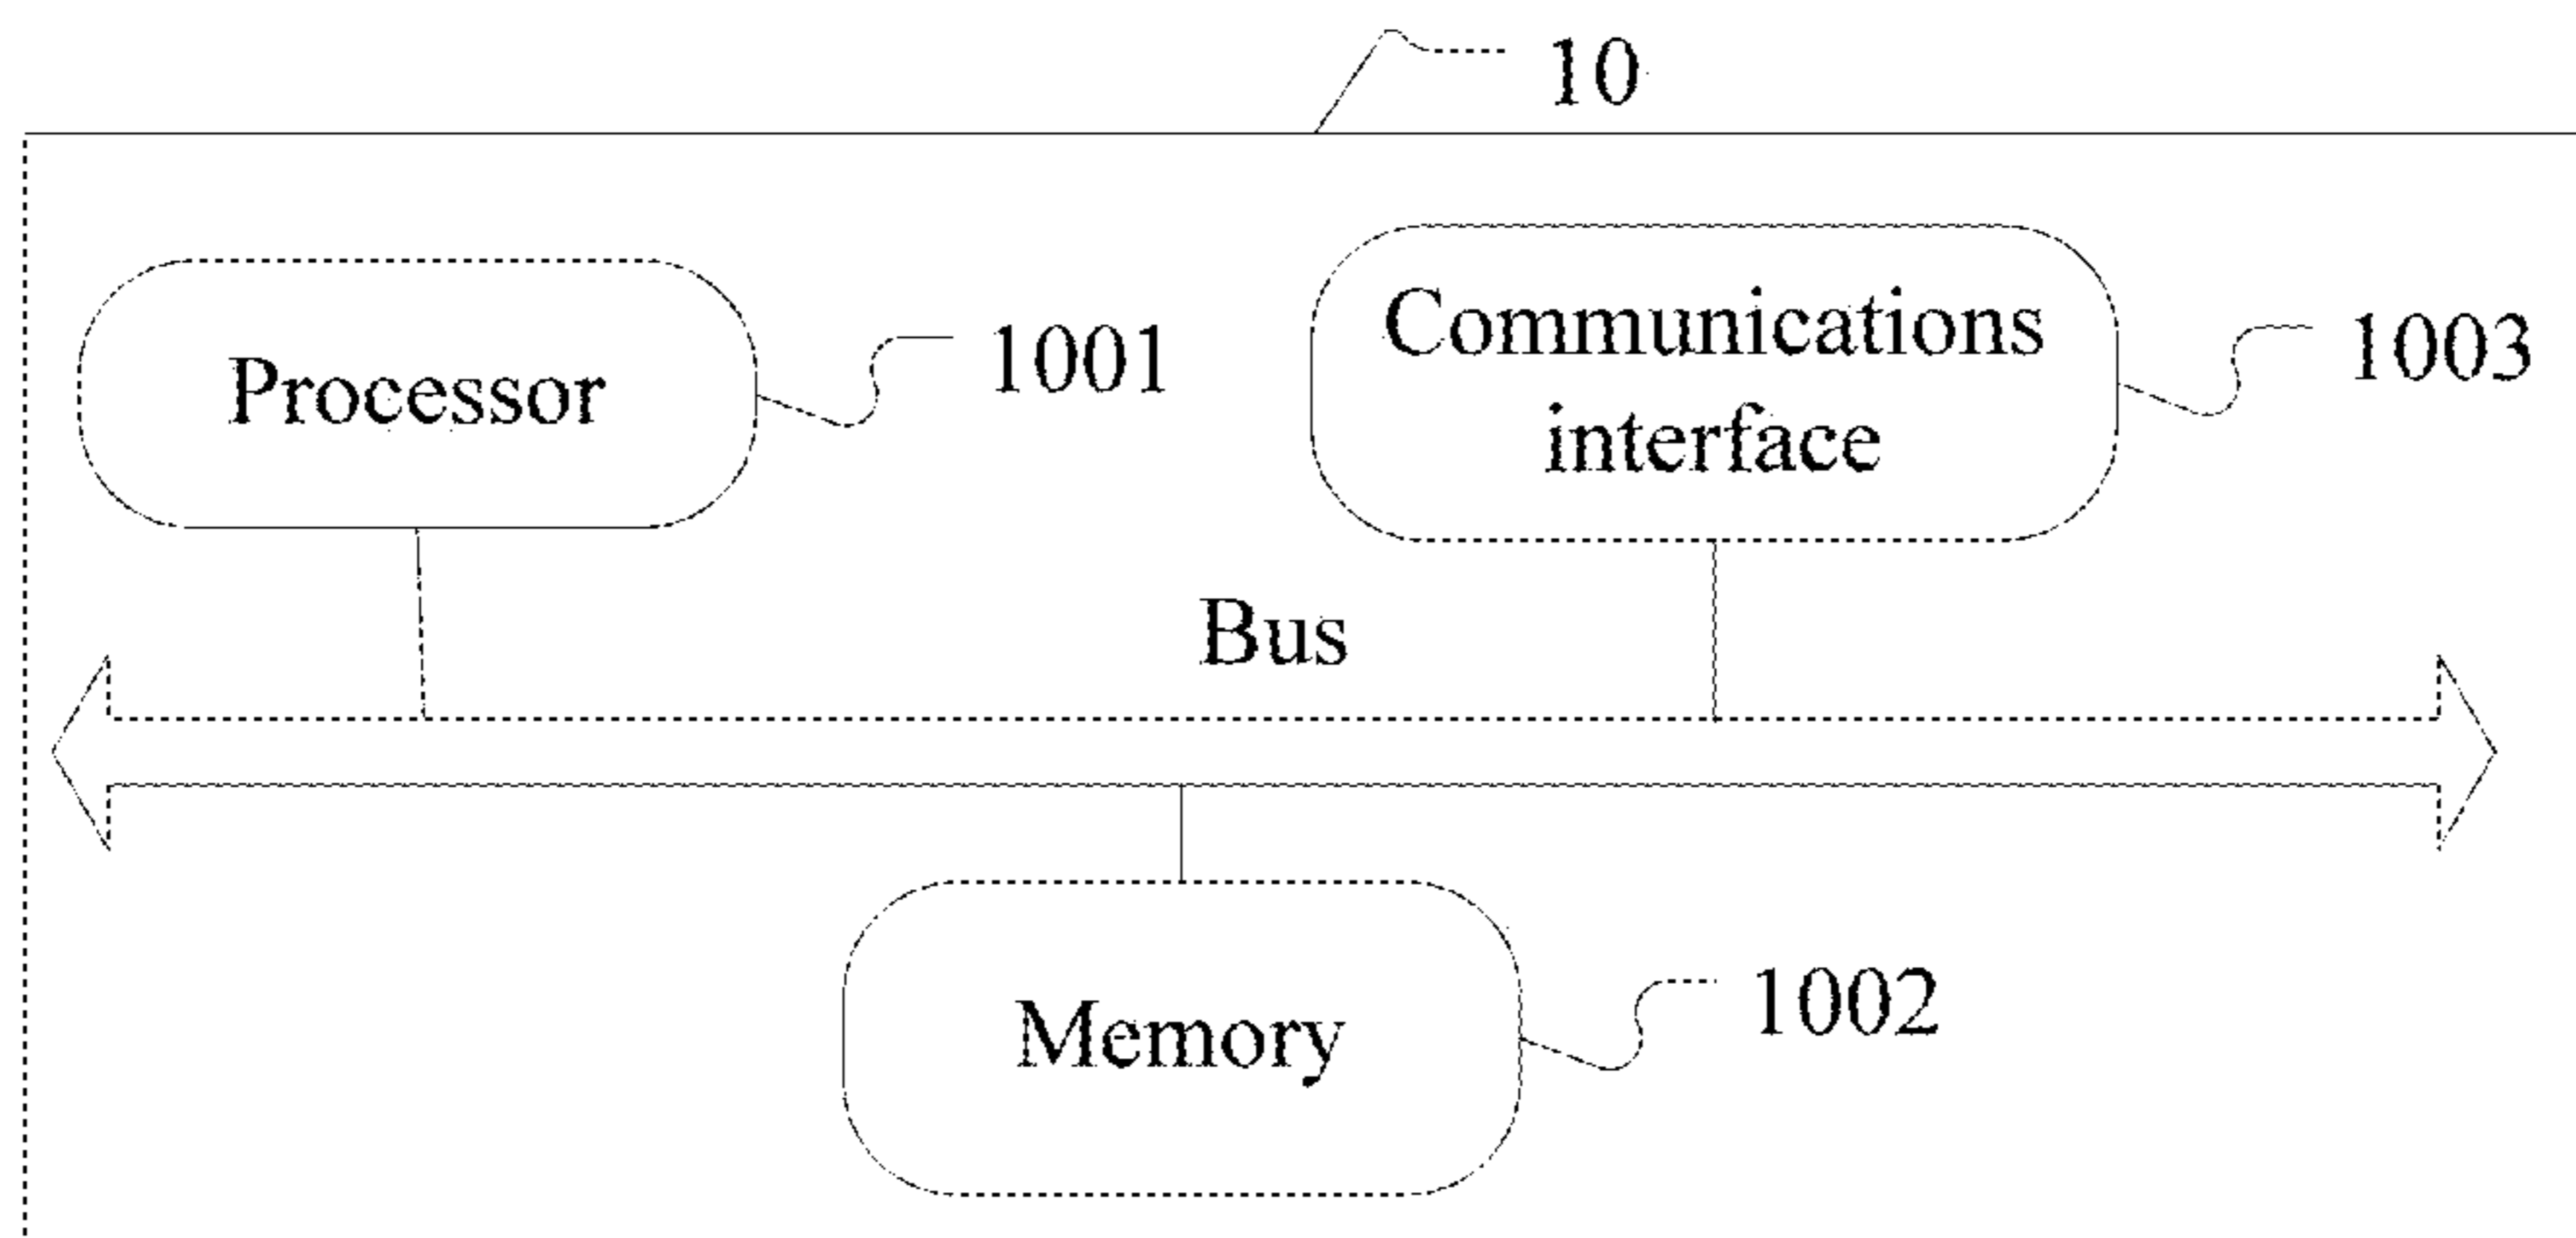 10
Processor
1001
Communications
interface
1003
Bus
Memory
1002